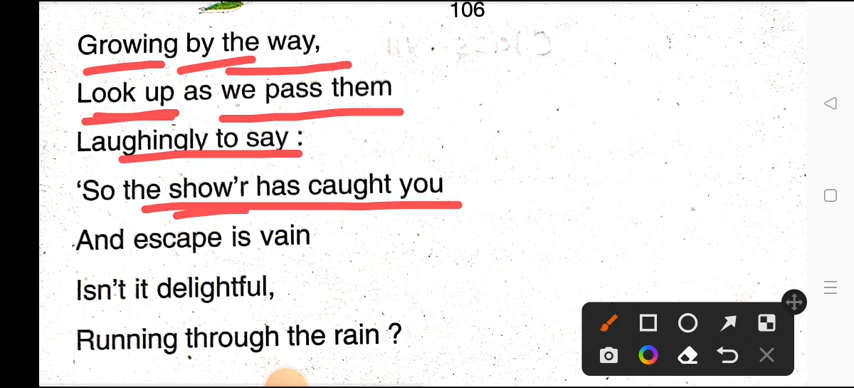 106
Growing by the way,
Look up as we pass them
Laughingly to say :
‘So the show’r has caught you
And escape is vain
Isn’t it delightful,
Running through the rain ?